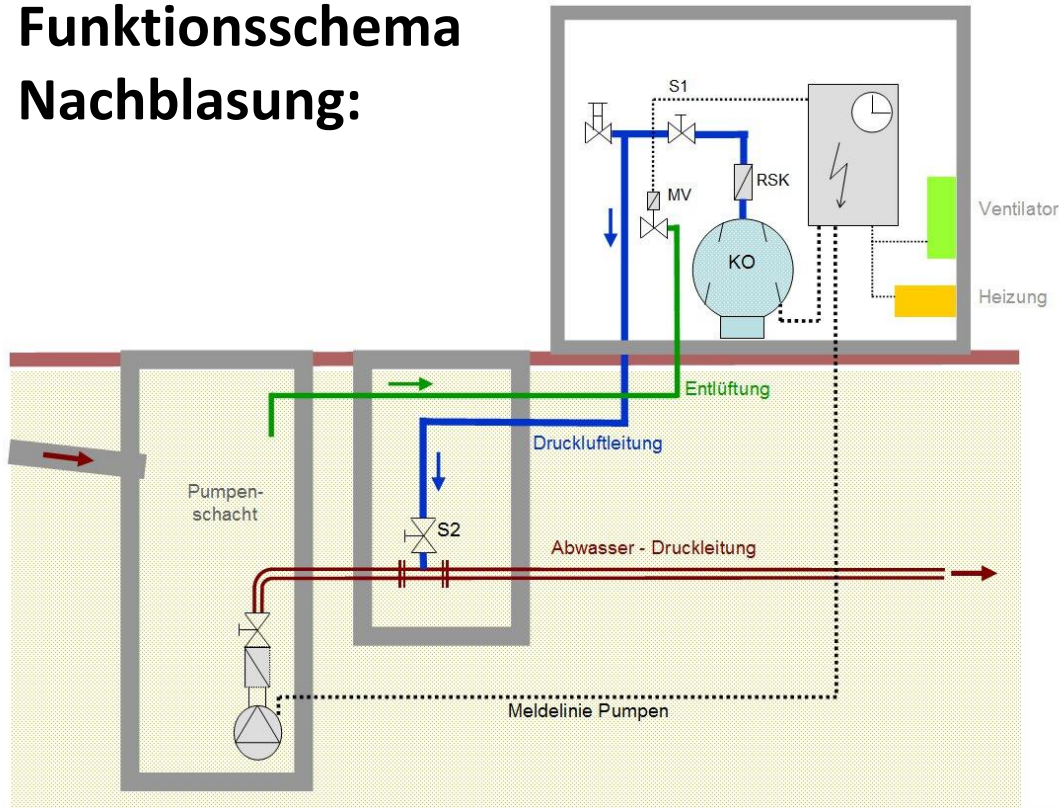 Funktionsschema
Nachblasung:
S1
RSK
MV
KO
Ventilator
Heizung
Entlüftung
Druckluftleitung
Pumpen-
schacht
S2
Abwasser - Druckleitung
Meldelinie Pumpen